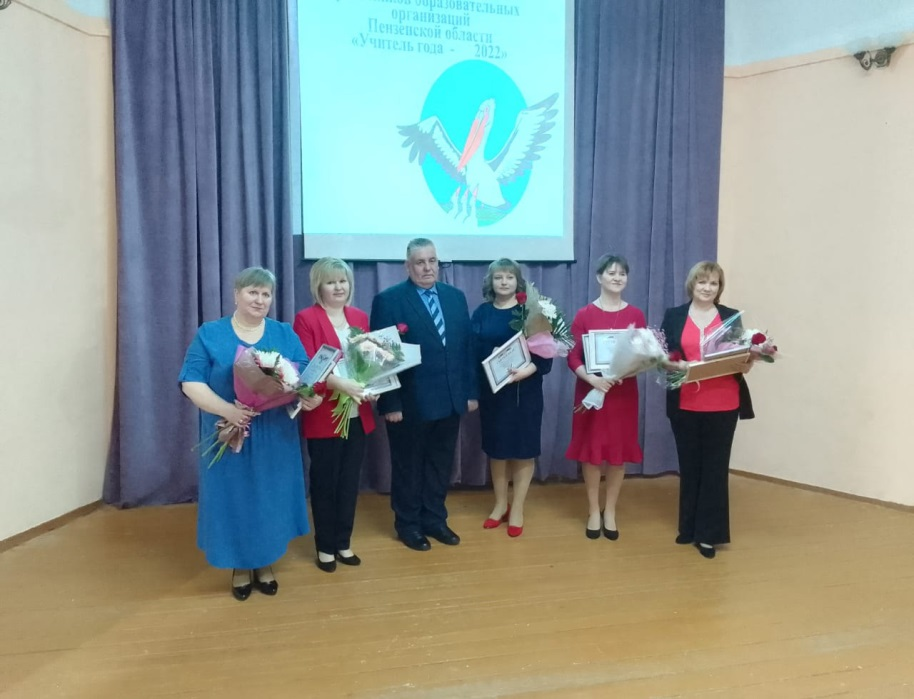 образовательных
организаций
Пензенской области
«Учитель года - 2022»